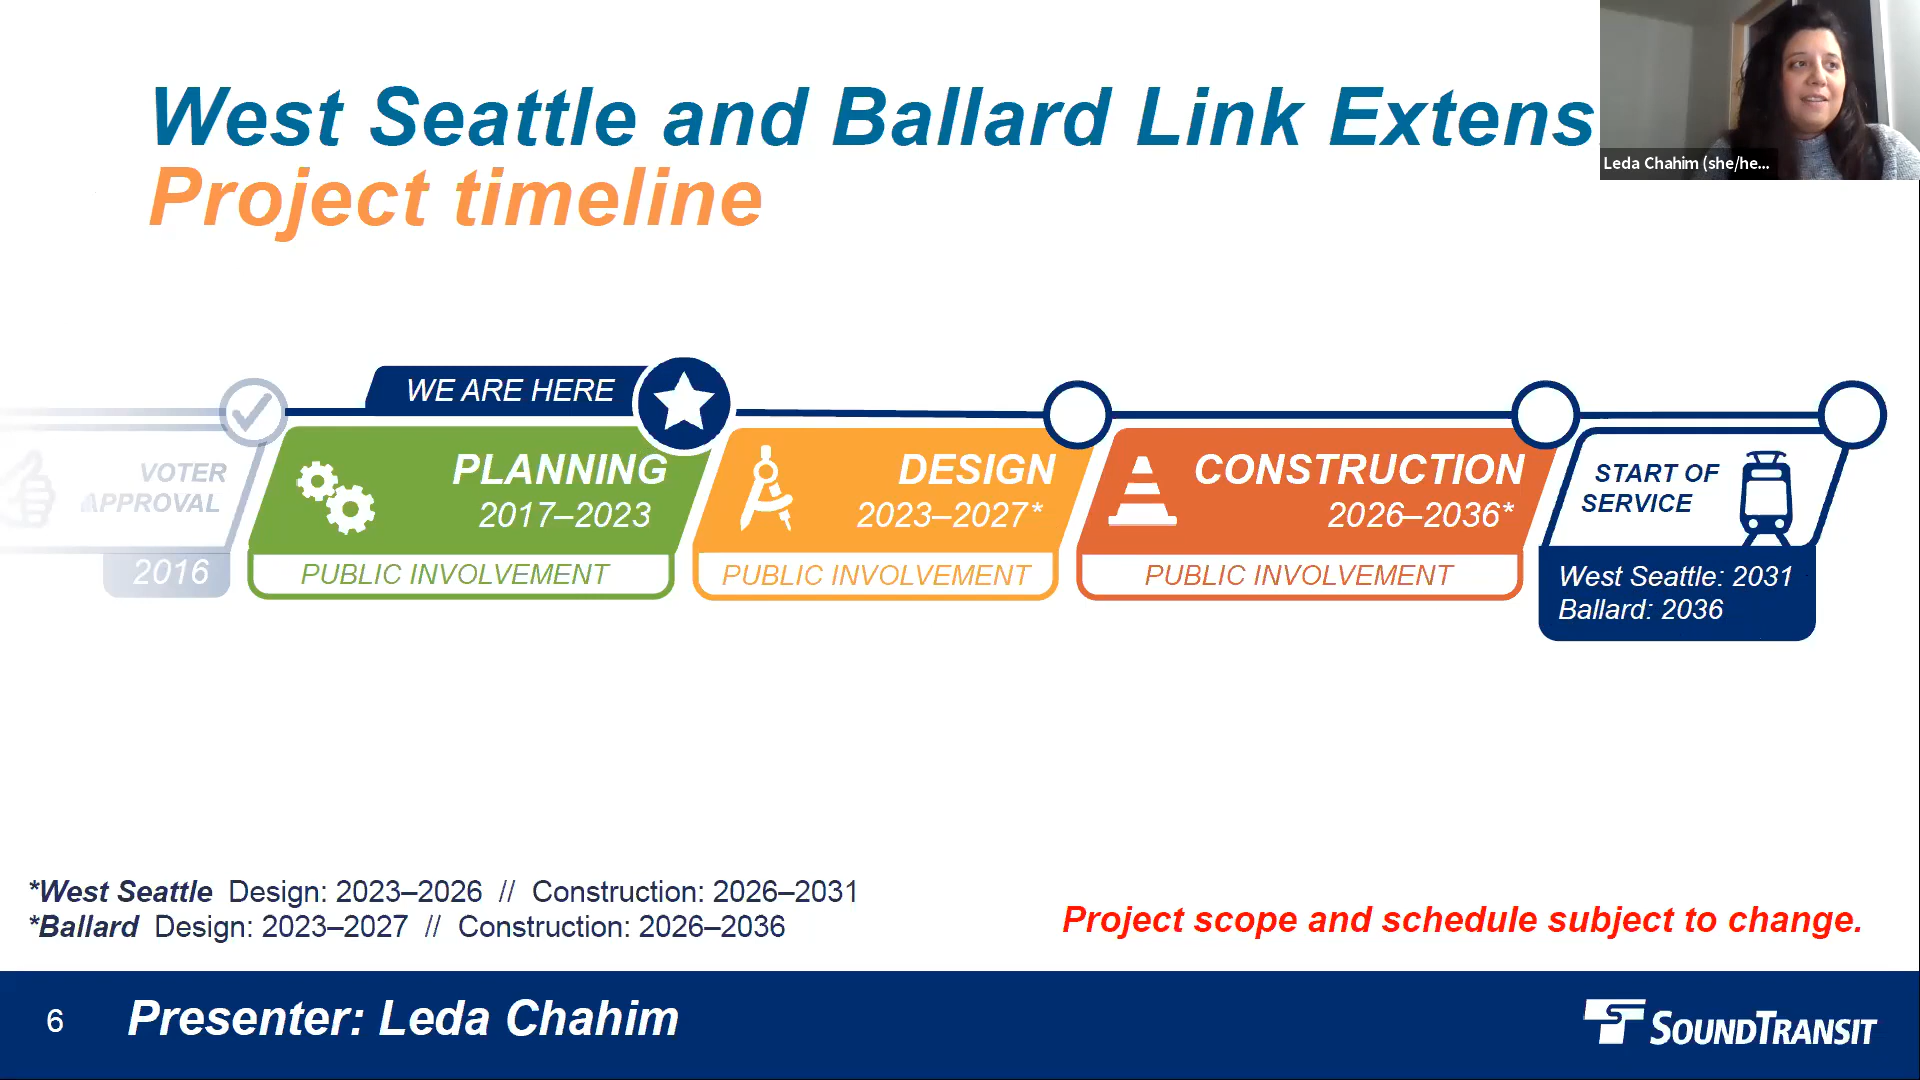 West Seattle and Ballard Link Extens
Project timeline
Leda Chahim (she/he...
WE ARE HERE
VOTER
APPROVAL
2016
PLANNING
2017–2023
PUBLIC INVOLVEMENT
DESIGN
2023–2027*
PUBLIC INVOLVEMENT
CONSTRUCTION
2026–2036*
PUBLIC INVOLVEMENT
START OF
SERVICE
West Seattle: 2031
Ballard: 2036
*West Seattle Design: 2023–2026 // Construction: 2026–2031
*Ballard Design: 2023–2027 // Construction: 2026–2036
Project scope and schedule subject to change.
6 Presenter: Leda Chahim
SOUNDTRANSIT